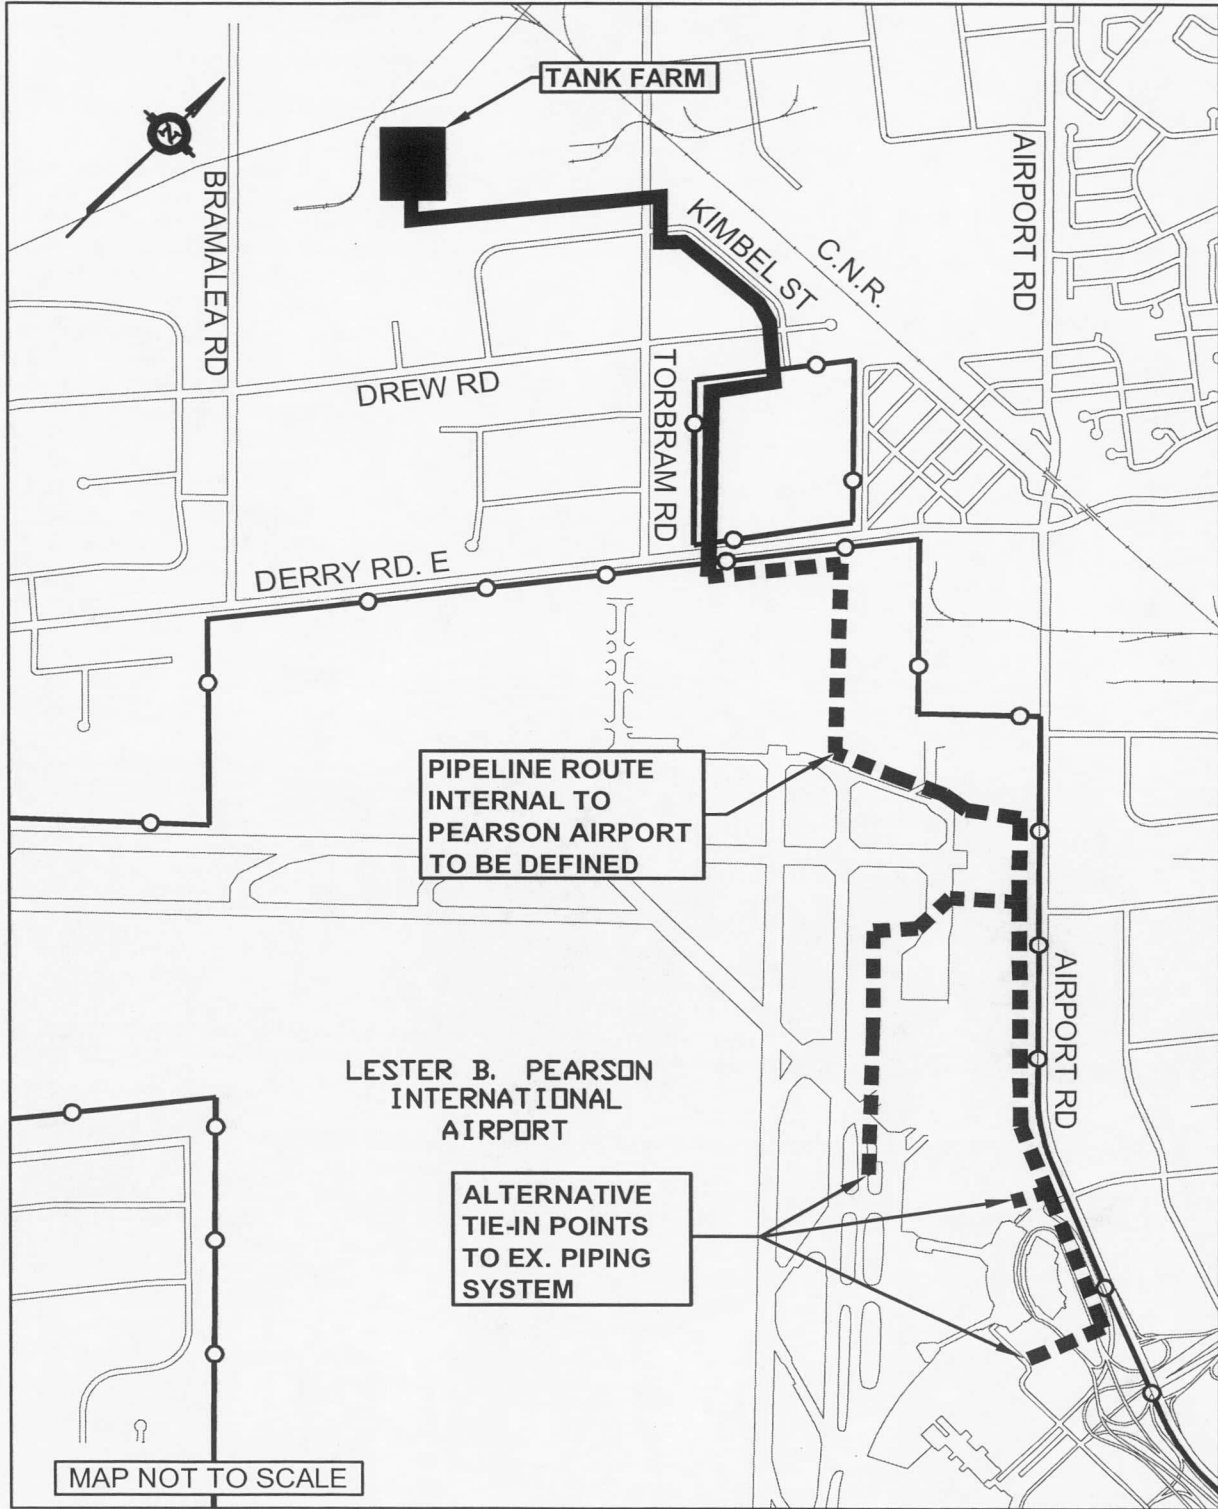 TANK FARM
N
BRAMALEA RD
KIMBEL ST
C.N.R.
AIRPORT RD
DREW RD
TORBRAM RD
DERRY RD. E
PIPELINE ROUTE
INTERNAL TO
PEARSON AIRPORT
TO BE DEFINED
AIRPORT RD
LESTER B. PEARSON
INTERNATIONAL
AIRPORT
ALTERNATIVE
TIE-IN POINTS
TO EX. PIPING
SYSTEM
MAP NOT TO SCALE